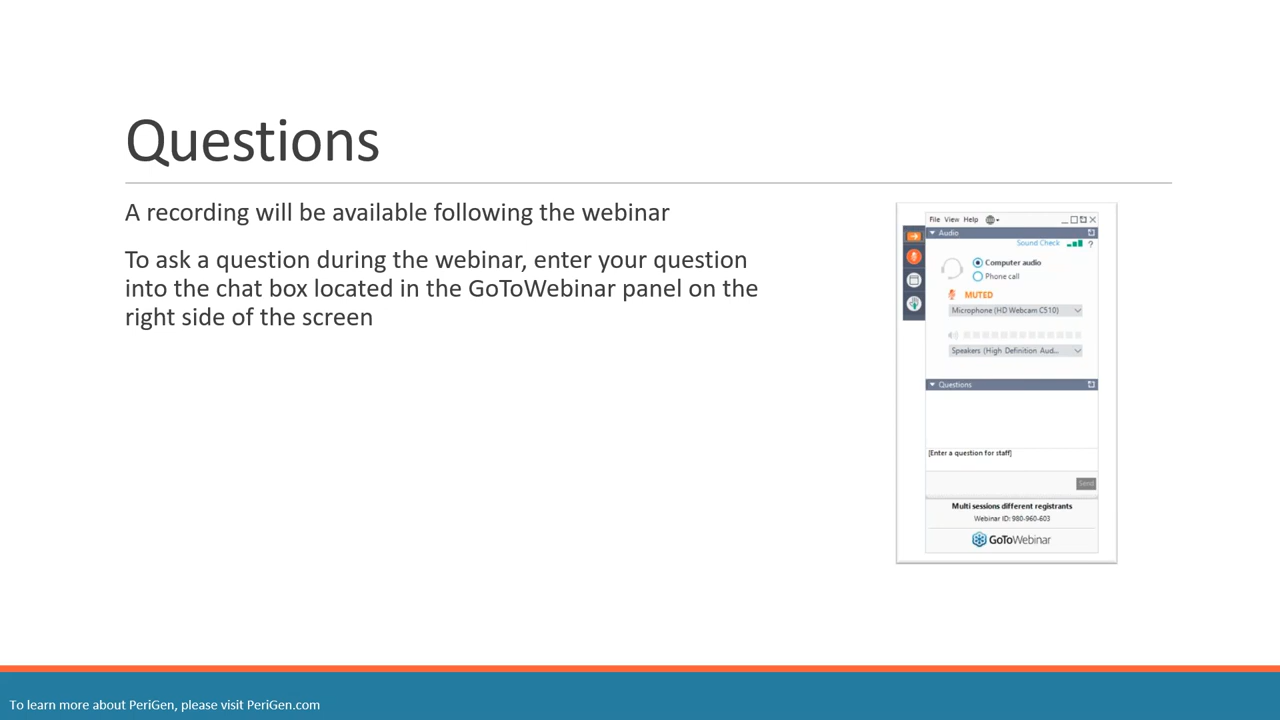 Questions
A recording will be available following the webinar
To ask a question during the webinar, enter your question
into the chat box located in the GoToWebinar panel on the
right side of the screen
File View Help
Audio
Sound Check ?
Computer audio
Phone call
MUTED
Microphone (HD Webcam C510)
Speakers (High Definition Aud...
Questions
[Enter a question for staff]
Send
Multi sessions different registrants
Webinar ID: 980-960-603
GoToWebinar
To learn more about PeriGen, please visit PeriGen.com